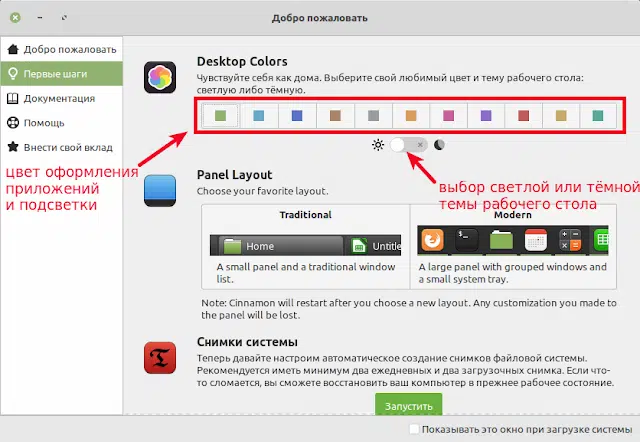 Добро пожаловать
Добро пожаловать
Первые шаги
Документация
Помощь
Внести свой вклад
цвет оформления
приложений
и подсветки
Desktop Colors
Чувствуйте себя как дома. Выберите свой любимый цвет и тему рабочего стола:
светлую либо тёмную.
выбор светлой или тёмной
темы рабочего стола
Panel Layout
Choose your favorite layout.
Traditional
Home
Untitle
A small panel and a traditional window
list.
Modern
A large panel with grouped windows and
a small system tray.
Note: Cinnamon will restart after you choose a new layout. Any customization you made to
the panel will be lost.
Снимки системы
Теперь давайте настроим автоматическое создание снимков файловой системы.
Рекомендуется иметь минимум два ежедневных и два загрузочных снимка. Если что-
то сломается, вы сможете восстановить ваш компьютер в прежнее рабочее состояние.
Запустить
Показывать это окно при загрузке системы